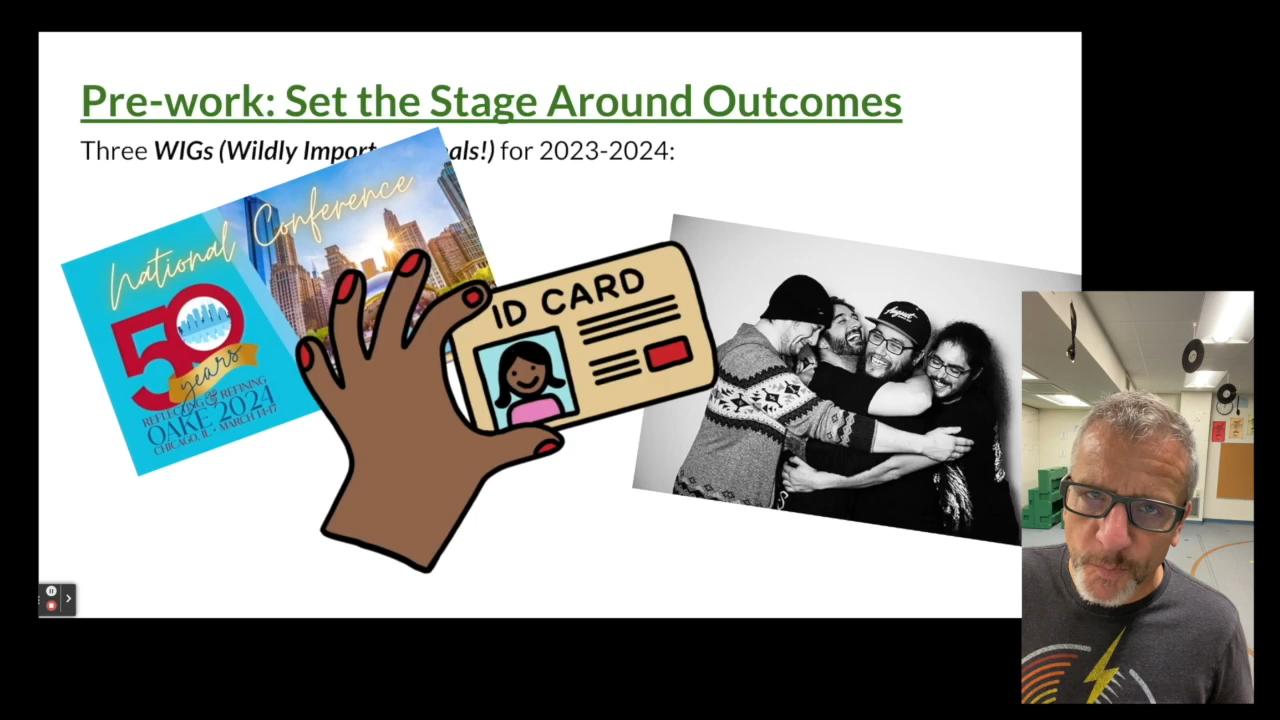 Pre-work: Set the Stage Around Outcomes
Three WIGs (Wildly Import als!) for 2023-2024:
National Conference
50
years
REFLECTING & REFINING
OAKE 2024
CHICAGO, IL • MARCH 14-17
ID CARD